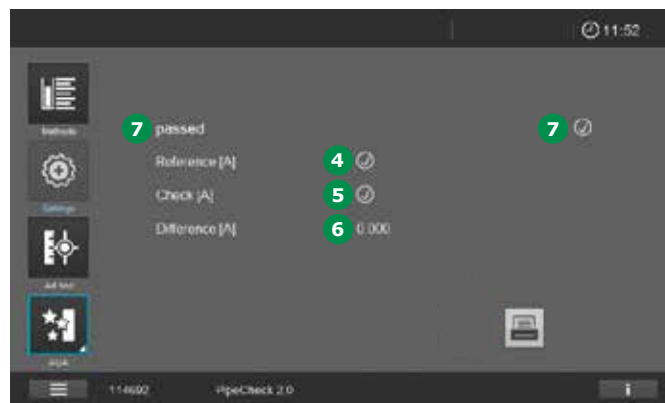 11:52
Methods
7 passed 7
Reference [A] 4
Settings
Check [A] 5
Difference [A] 6 0.000
114692 PipeCheck 2.0 i